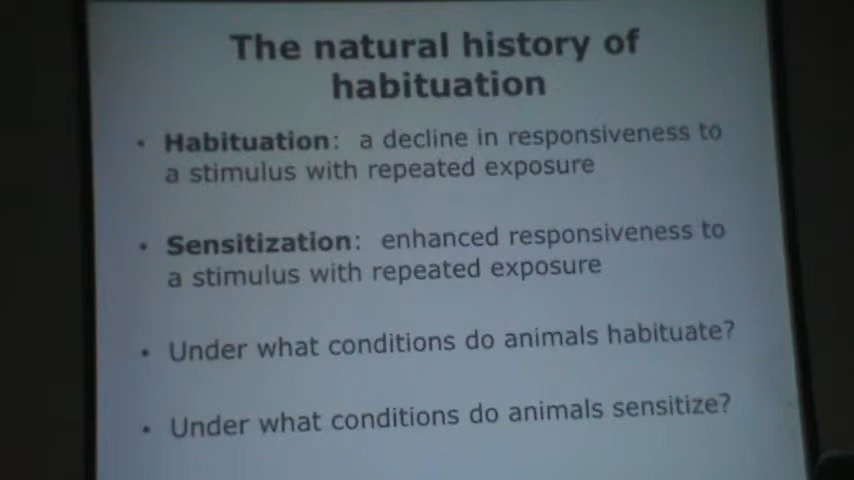 The natural history of
habituation
• Habituation: a decline in responsiveness to
a stimulus with repeated exposure
• Sensitization: enhanced responsiveness to
a stimulus with repeated exposure
• Under what conditions do animals habituate?
• Under what conditions do animals sensitize?